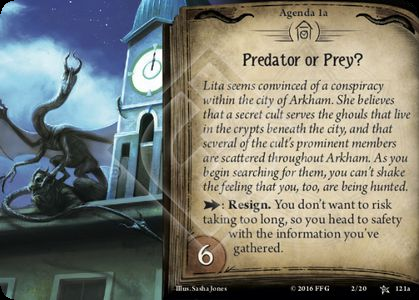 Agenda 1a
Predator or Prey?
Lita seems convinced of a conspiracy
within the city of Arkham. She believes
that a secret cult serves the ghouls that live
in the crypts beneath the city, and that
several of the cult's prominent members
are scattered throughout Arkham. As you
begin searching for them, you can't shake
the feeling that you, too, are being hunted.
: Resign. You don't want to risk
taking too long, so you head to safety
with the information you've
gathered.
6
Illus. Sasha Jones
© 2016 FFG
2/20
121a